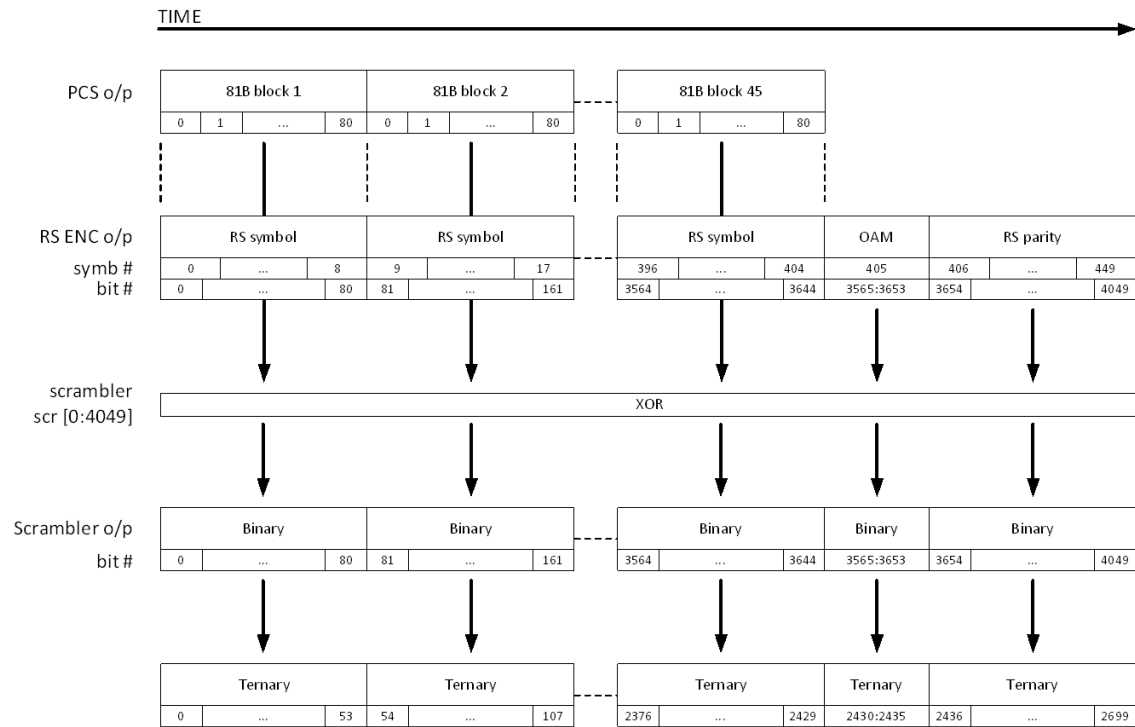 TIME
PCS o/p 81B block 1 81B block 2 81B block 45
0 1 ... 80 0 1 ... 80 0 1 ... 80
RS ENC o/p RS symbol RS symbol RS symbol OAM RS parity
symb # 0 ... 8 9 ... 17 396 ... 404 405 406 ... 449
bit # 0 ... 80 81 ... 161 3564 ... 3644 3565:3653 3654 ... 4049
scrambler
XOR
scr [0:4049]
Scrambler o/p Binary Binary Binary Binary Binary
bit # 0 ... 80 81 ... 161 3564 ... 3644 3565:3653 3654 ... 4049
Ternary Ternary Ternary Ternary Ternary
0 ... 53 54 ... 107 2376 ... 2429 2430:2435 2436 ... 2699